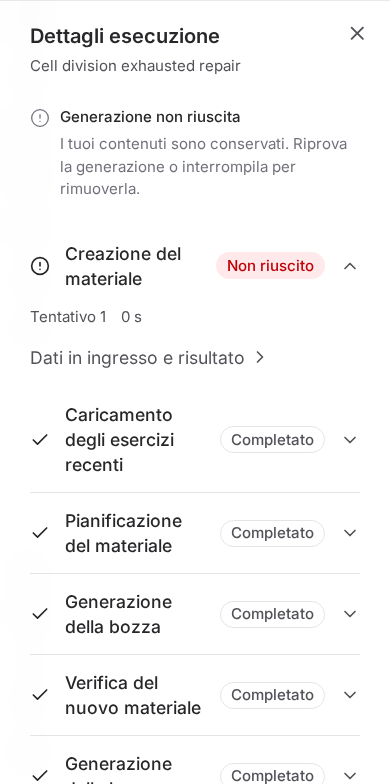 Dettagli esecuzione
Cell division exhausted repair
Generazione non riuscita
I tuoi contenuti sono conservati. Riprova
la generazione o interrompila per
rimuoverla.
Creazione del
materiale
Non riuscito
Tentativo 1 0 s
Dati in ingresso e risultato
Caricamento
degli esercizi
recenti
Completato
Pianificazione
del materiale
Completato
Generazione
della bozza
Completato
Verifica del
nuovo materiale
Completato
Generazione
Completato